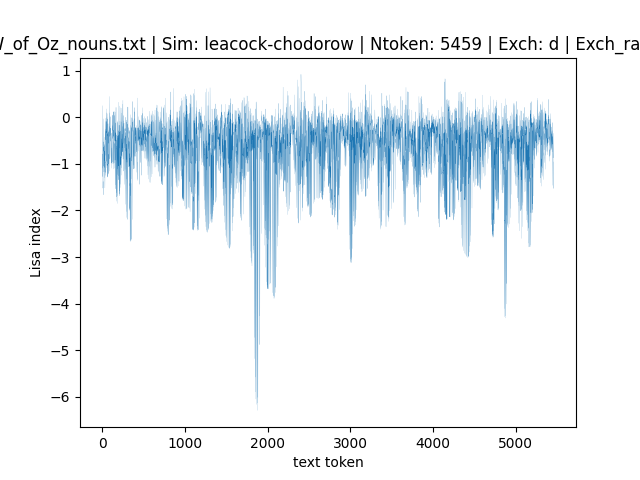 _of_Oz_nouns.txt | Sim: leacock-chodorow | Ntoken: 5459 | Exch: d | Exch_ra
1
0
−1
−2
−3
−4
−5
−6
Lisa index
0 1000 2000 3000 4000 5000
text token